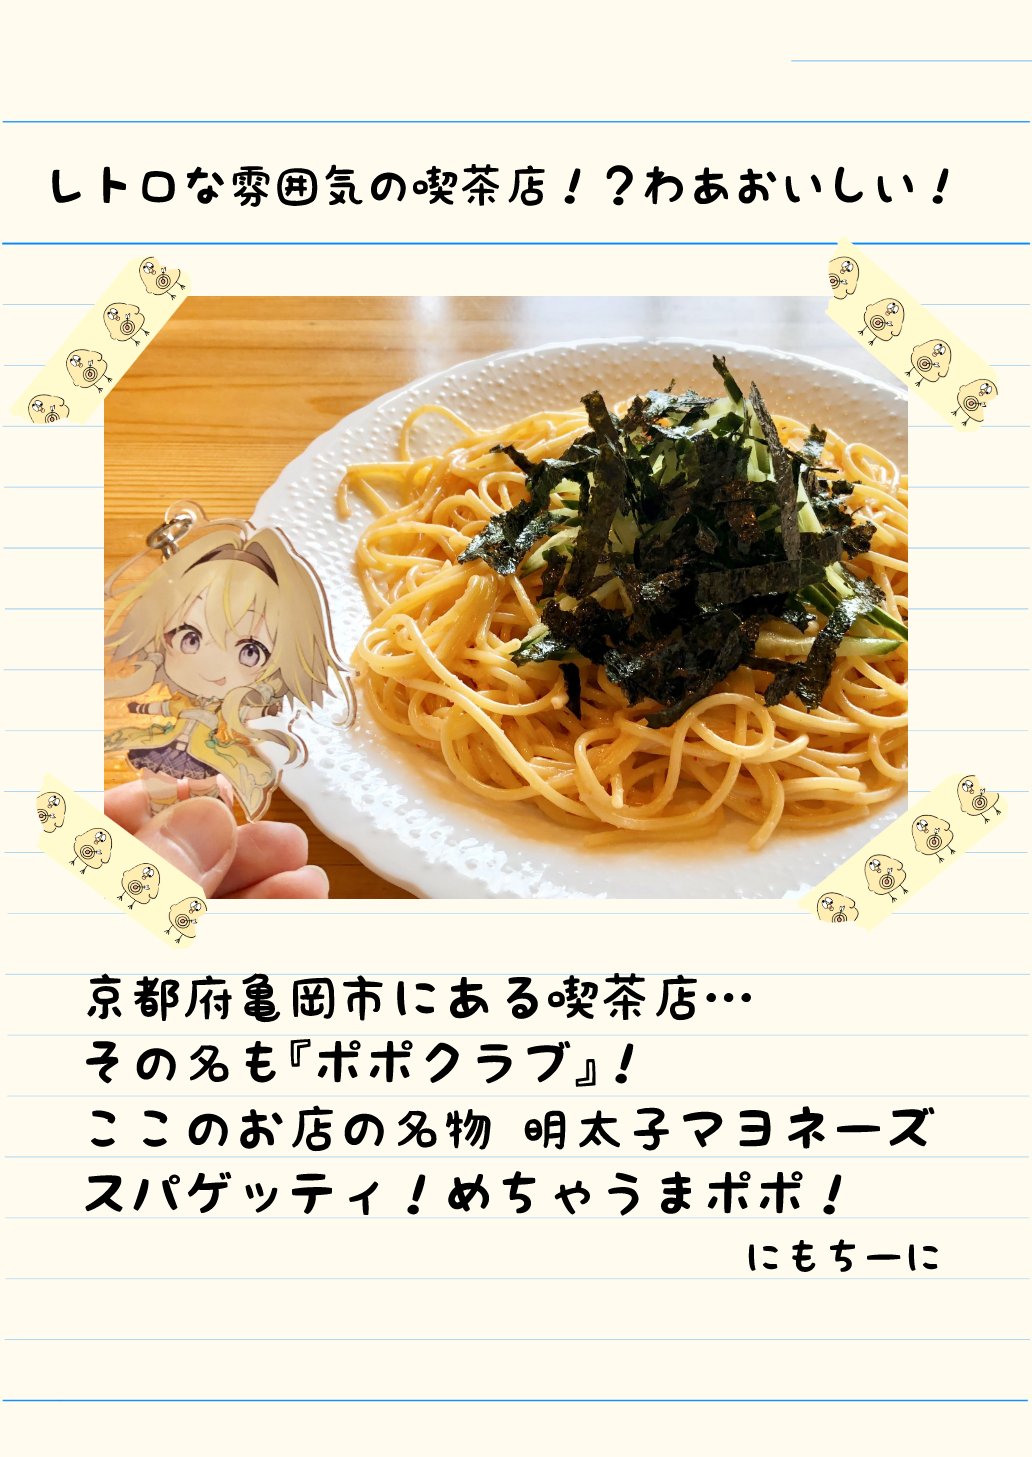 レトロな雰囲気の喫茶店！？わあおいしい！
京都府亀岡市にある喫茶店…
その名も『ポポクラブ』！
ここのお店の名物 明太子マヨネーズ
スパゲッティ！めちゃうまポポ！
にもちーに